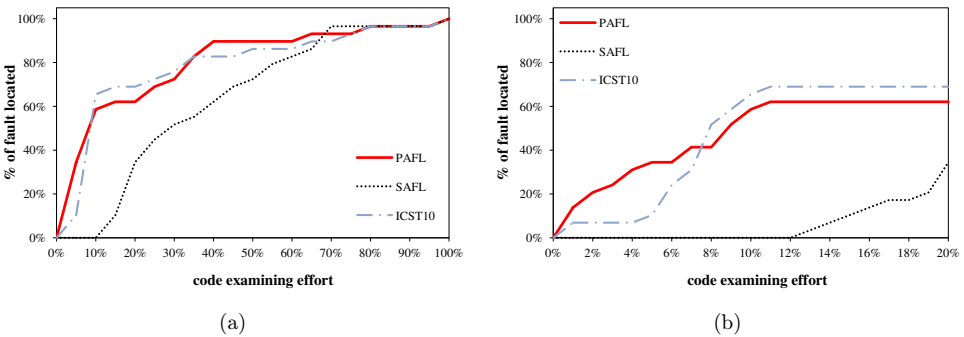 100%
80%
60%
40%
20%
0%
% of fault located
0% 10% 20% 30% 40% 50% 60% 70% 80% 90% 100%
code examining effort
PAFL
SAFL
ICST10
(a)
100%
80%
60%
40%
20%
0%
% of fault located
0% 2% 4% 6% 8% 10% 12% 14% 16% 18% 20%
code examining effort
PAFL
SAFL
ICST10
(b)